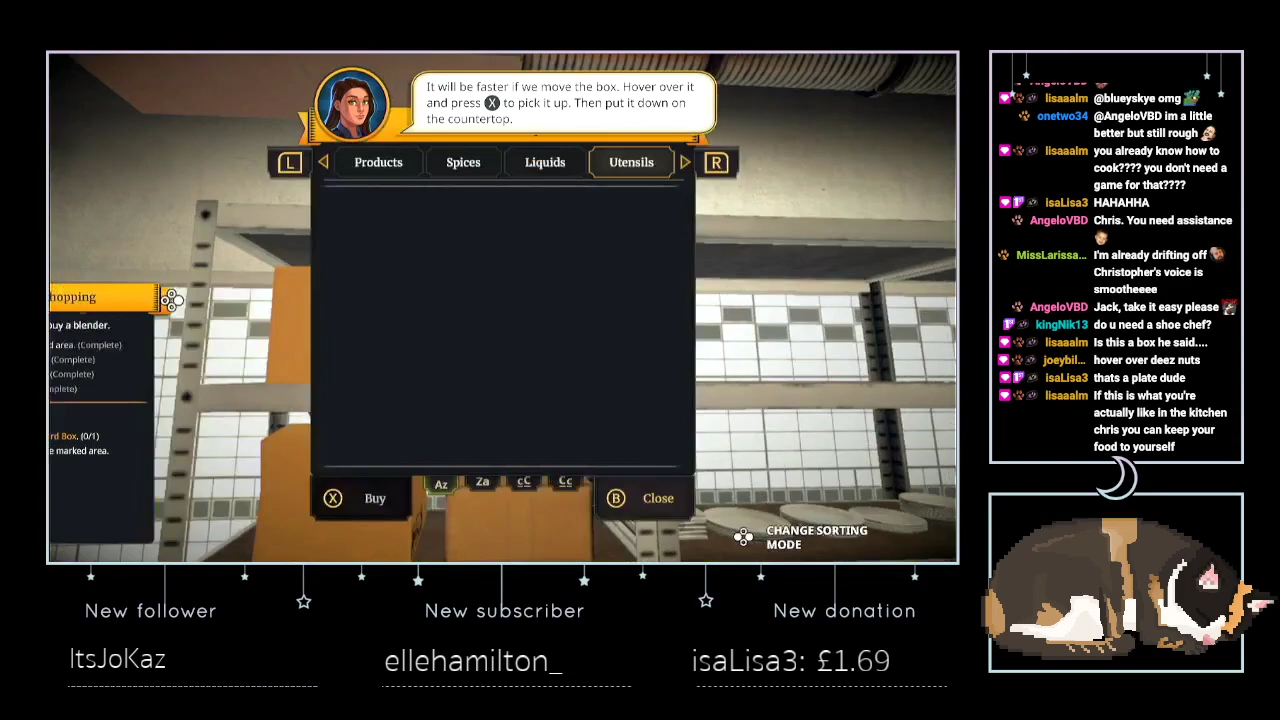 It will be faster if we move the box. Hover over it
and press X to pick it up. Then put it down on
the countertop.
L
Products
Spices
Liquids
Utensils
R
hopping
buy a blender.
d area. (Complete)
(Complete)
(Complete)
mplete)
rd Box. (0/1)
e marked area.
X Buy
Az
Za
cC
Cc
B Close
CHANGE SORTING
MODE
lisaaalm @blueyskye omg
onetwo34 @AngeloVBD im a little
better but still rough
lisaaalm you already know how to
cook???? you don't need a
game for that????
isaLisa3 HAHAHHA
AngeloVBD Chris. You need assistance
MissLarissa... I'm already drifting off
Christopher's voice is
smootheeee
AngeloVBD Jack, take it easy please
kingNik13 do u need a shoe chef?
lisaaalm Is this a box he said....
joeybil... hover over deez nuts
isaLisa3 thats a plate dude
lisaaalm If this is what you're
actually like in the kitchen
chris you can keep your
food to yourself
New follower
ItsJoKaz
New subscriber
ellehamilton_
New donation
isaLisa3: £1.69